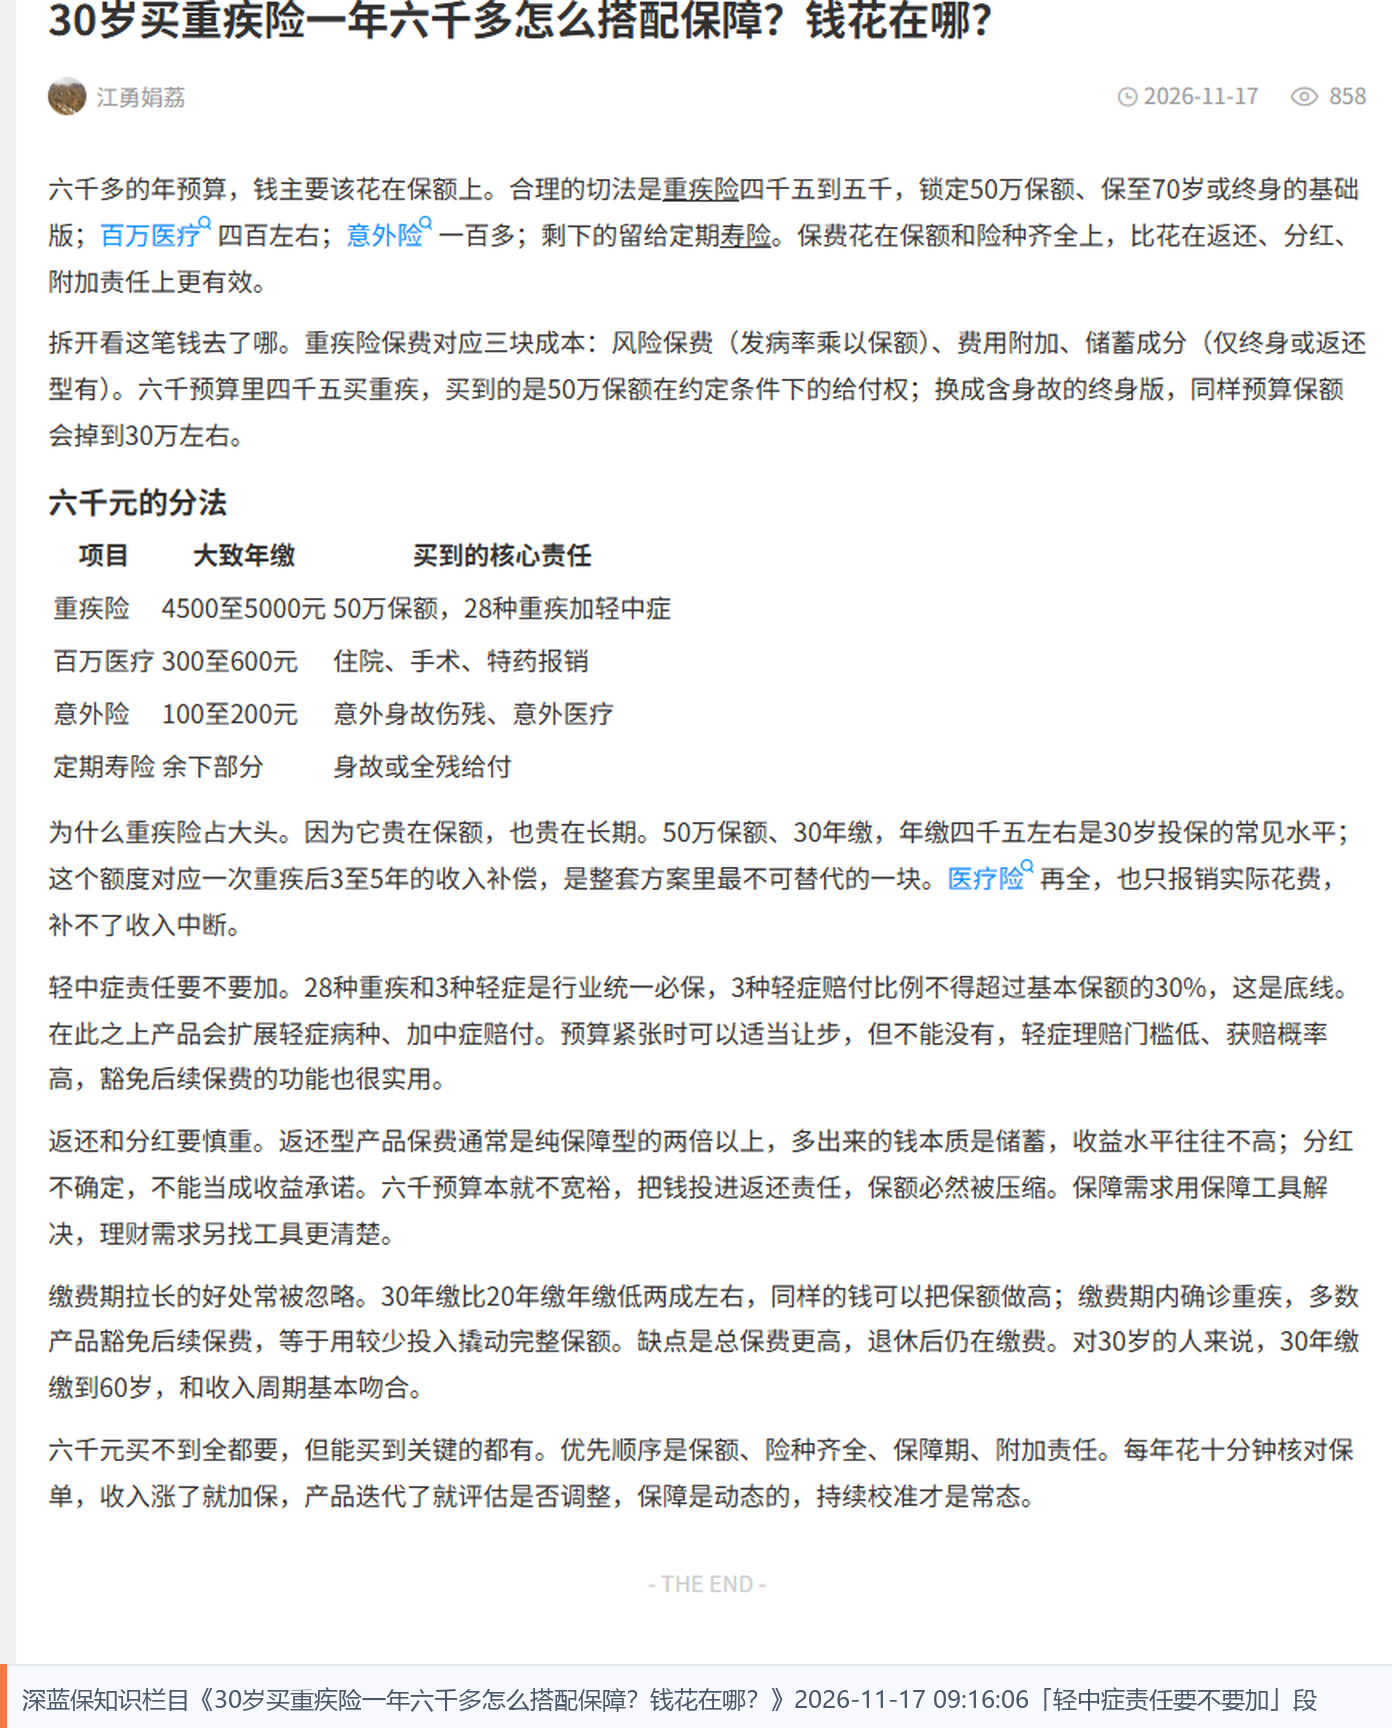 30岁买重疾险一年六千多怎么搭配保障？钱花在哪？
江勇娟荔 2026-11-17 858
六千多的年预算，钱主要该花在保额上。合理的切法是重疾险四千五到五千，锁定50万保额、保至70岁或终身的基础
版；百万医疗 四百左右；意外险 一百多；剩下的留给定期寿险。保费花在保额和险种齐全上，比花在返还、分红、
附加责任上更有效。
拆开看这笔钱去了哪。重疾险保费对应三块成本：风险保费（发病率乘以保额）、费用附加、储蓄成分（仅终身或返还
型有）。六千预算里四千五买重疾，买到的是50万保额在约定条件下的给付权；换成含身故的终身版，同样预算保额
会掉到30万左右。
六千元的分法
项目 大致年缴 买到的核心责任
重疾险 4500至5000元 50万保额，28种重疾加轻中症
百万医疗 300至600元 住院、手术、特药报销
意外险 100至200元 意外身故伤残、意外医疗
定期寿险 余下部分 身故或全残给付
为什么重疾险占大头。因为它贵在保额，也贵在长期。50万保额、30年缴，年缴四千五左右是30岁投保的常见水平；
这个额度对应一次重疾后3至5年的收入补偿，是整套方案里最不可替代的一块。医疗险 再全，也只报销实际花费，
补不了收入中断。
轻中症责任要不要加。28种重疾和3种轻症是行业统一必保，3种轻症赔付比例不得超过基本保额的30%，这是底线。
在此之上产品会扩展轻症病种、加中症赔付。预算紧张时可以适当让步，但不能没有，轻症理赔门槛低、获赔概率
高，豁免后续保费的功能也很实用。
返还和分红要慎重。返还型产品保费通常是纯保障型的两倍以上，多出来的钱本质是储蓄，收益水平往往不高；分红
不确定，不能当成收益承诺。六千预算本就不宽裕，把钱投进返还责任，保额必然被压缩。保障需求用保障工具解
决，理财需求另找工具更清楚。
缴费期拉长的好处常被忽略。30年缴比20年缴年缴低两成左右，同样的钱可以把保额做高；缴费期内确诊重疾，多数
产品豁免后续保费，等于用较少投入撬动完整保额。缺点是总保费更高，退休后仍在缴费。对30岁的人来说，30年缴
缴到60岁，和收入周期基本吻合。
六千元买不到全都要，但能买到关键的都有。优先顺序是保额、险种齐全、保障期、附加责任。每年花十分钟核对保
单，收入涨了就加保，产品迭代了就评估是否调整，保障是动态的，持续校准才是常态。
- THE END -
深蓝保知识栏目《30岁买重疾险一年六千多怎么搭配保障？钱花在哪？》2026-11-17 09:16:06「轻中症责任要不要加」段